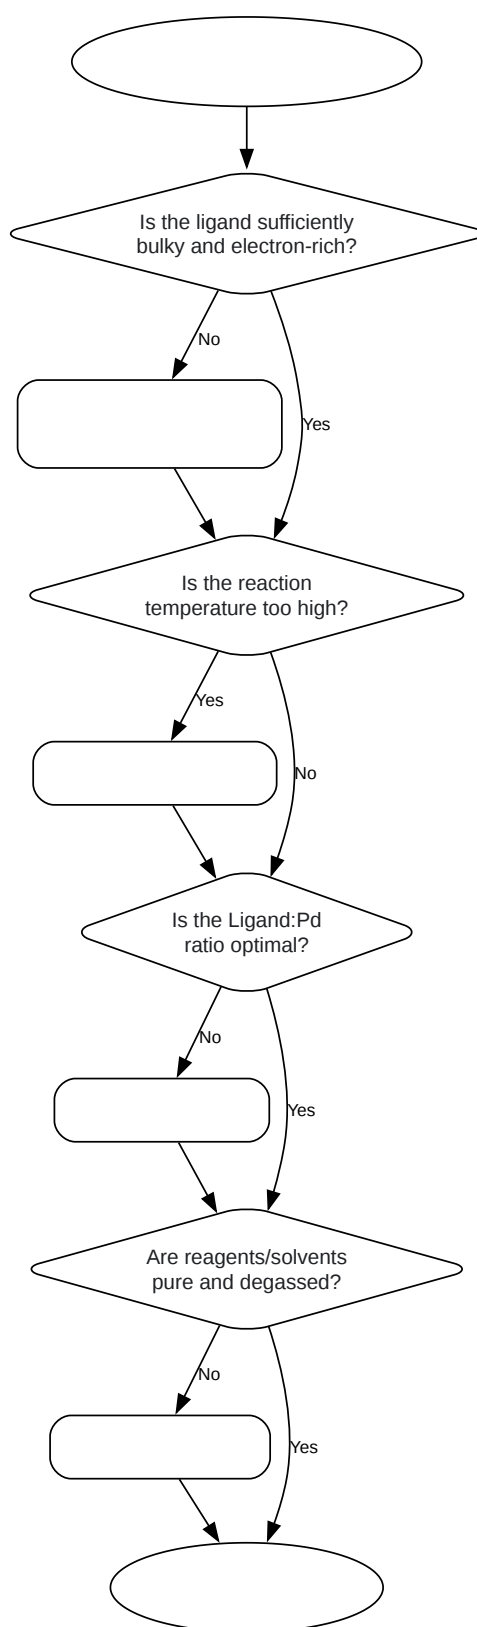 Is the ligand sufficiently
bulky and electron-rich?
No
Yes
Is the reaction
temperature too high?
Yes
No
Is the Ligand:Pd
ratio optimal?
No
Yes
Are reagents/solvents
pure and degassed?
No
Yes